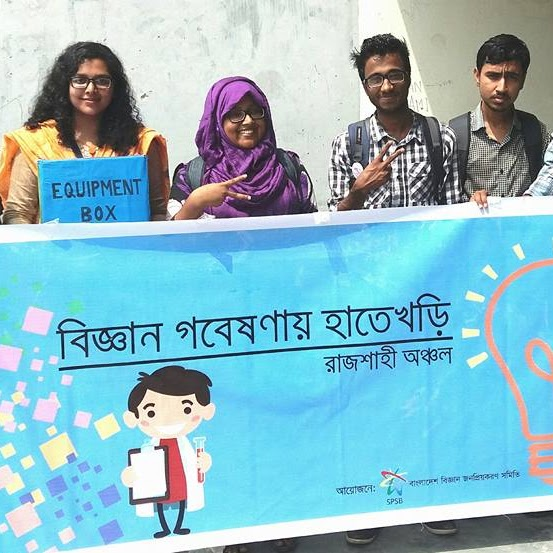 EQUIPMENT
BOX
বিজ্ঞান গবেষণায় হাতেখড়ি
রাজশাহী অঞ্চল
আয়োজনে:
SPSB
বাংলাদেশ বিজ্ঞান জনপ্রিয়করণ সমিতি